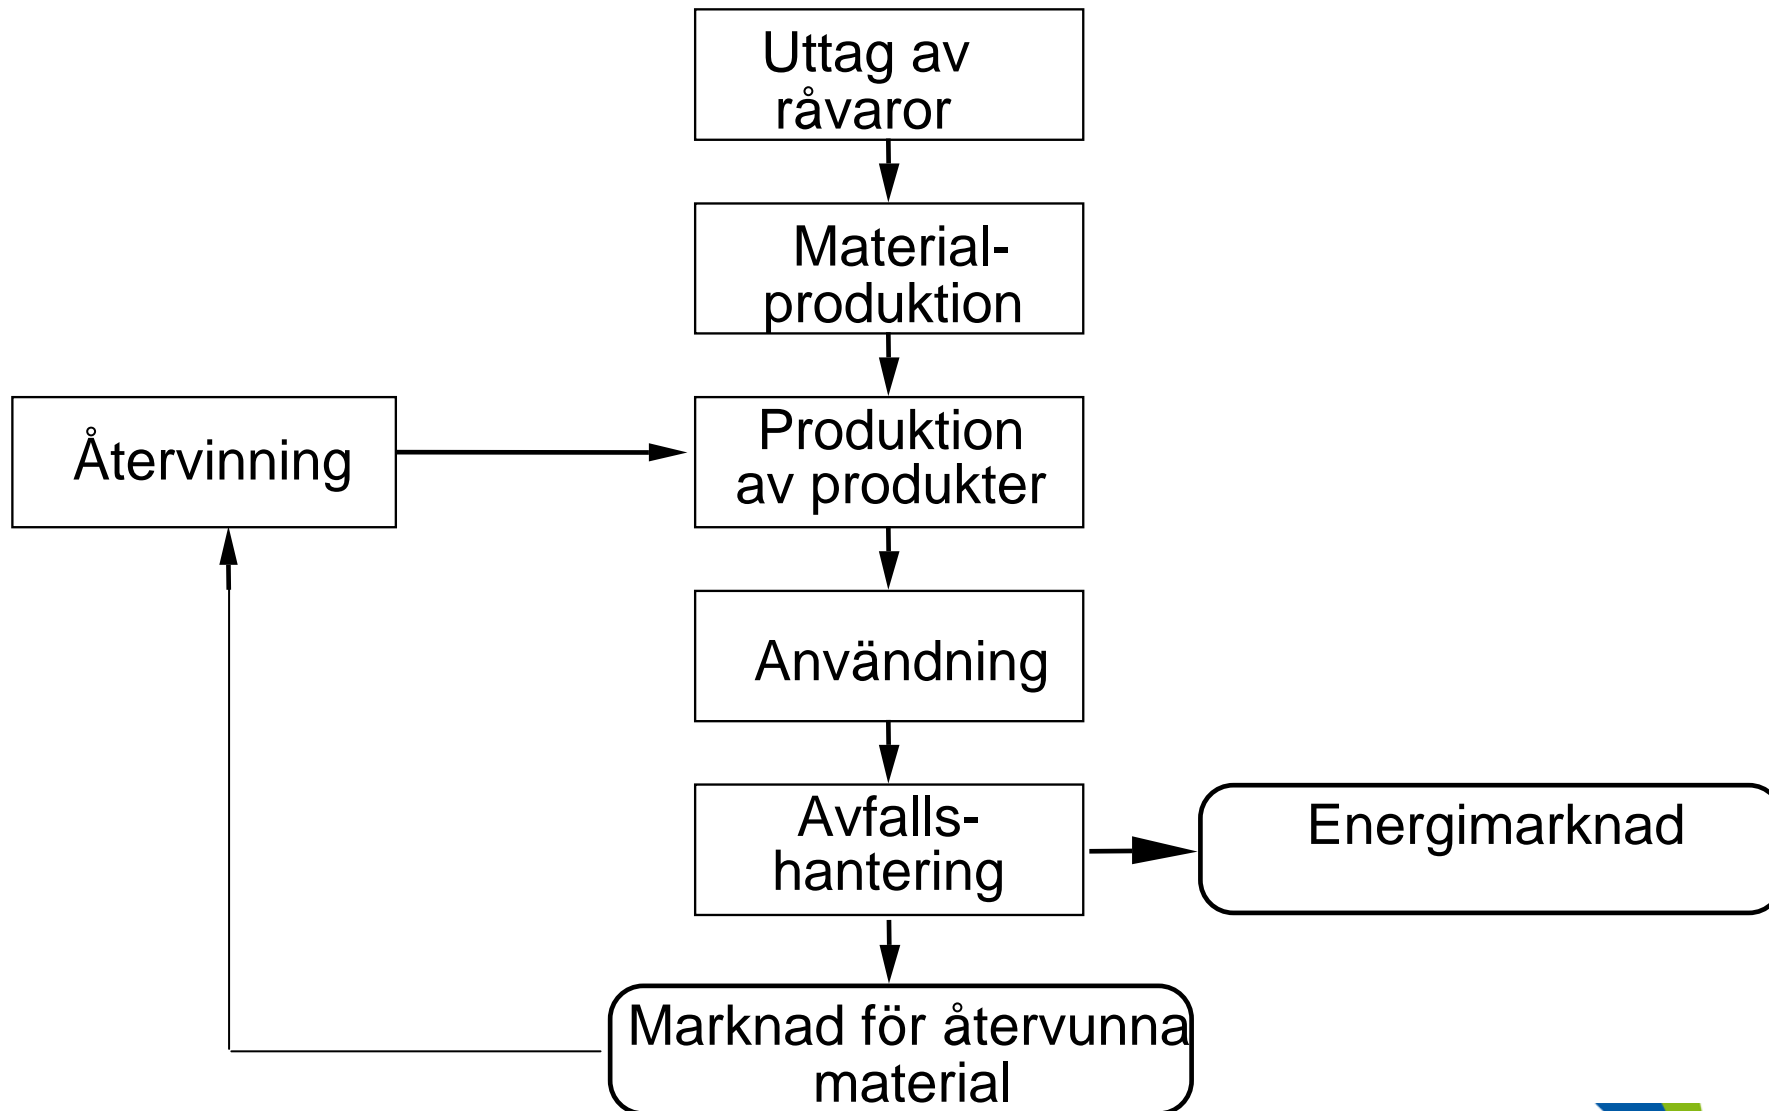 Uttag av
råvaror
Material-
produktion
Återvinning
Produktion
av produkter
Användning
Avfalls-
hantering
Energimarknad
Marknad för återvunna
material